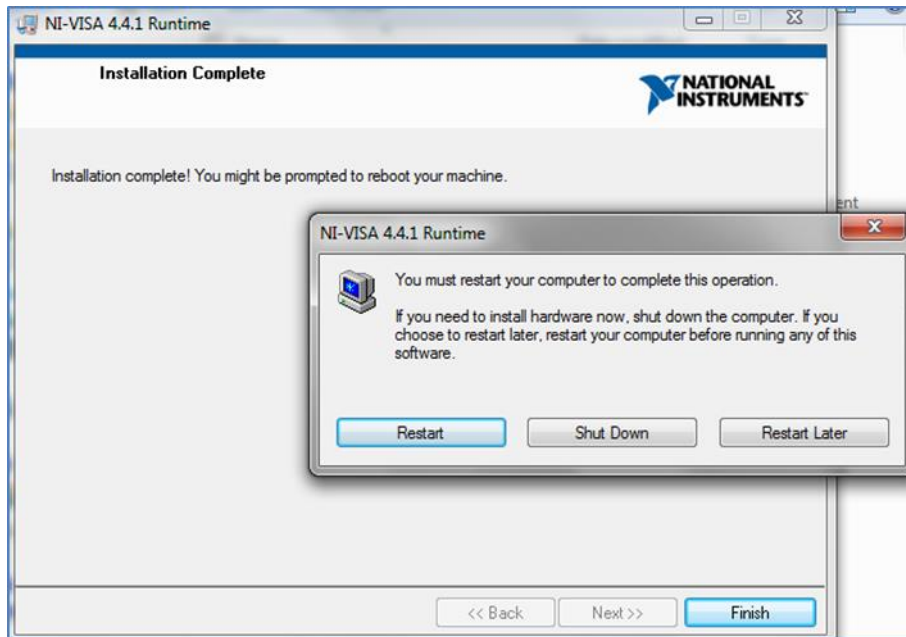 NI-VISA 4.4.1 Runtime
Installation Complete
NATIONAL
INSTRUMENTS
Installation complete! You might be prompted to reboot your machine.
ent
NI-VISA 4.4.1 Runtime
You must restart your computer to complete this operation.
If you need to install hardware now, shut down the computer. If you
choose to restart later, restart your computer before running any of this
software.
Restart
Shut Down
Restart Later
<< Back
Next >>
Finish